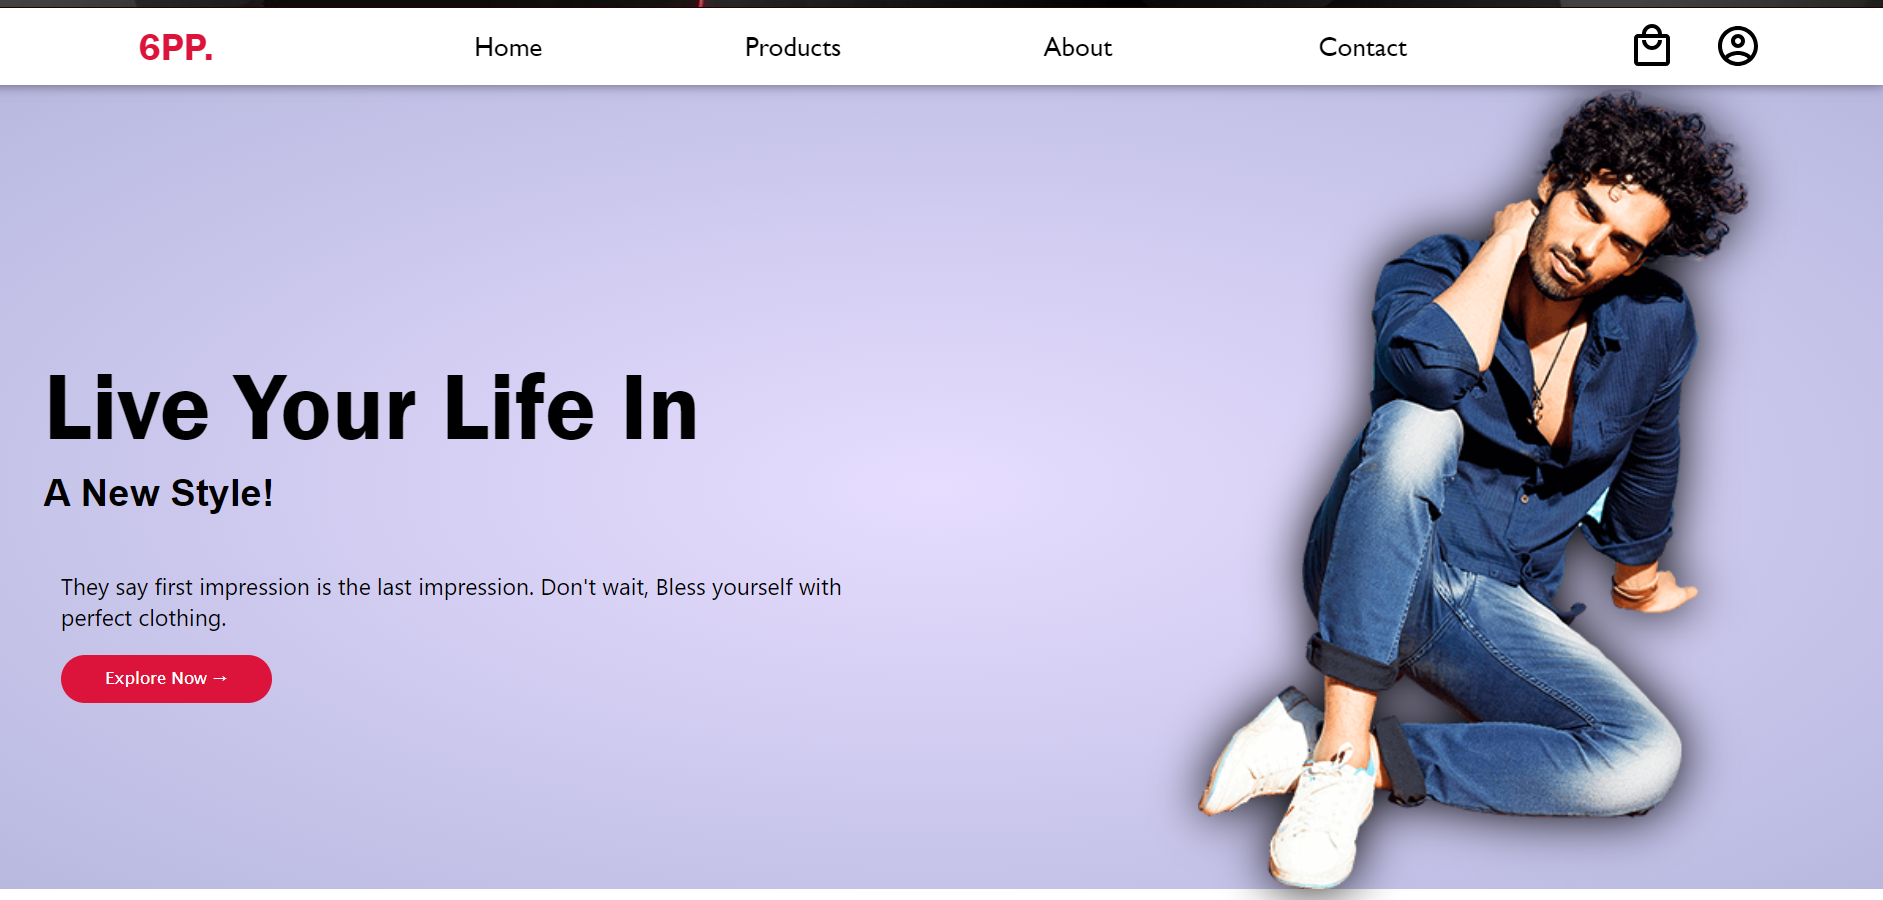 6PP.
Home
Products
About
Contact
Live Your Life In
A New Style!
They say first impression is the last impression. Don't wait, Bless yourself with
perfect clothing.
Explore Now →